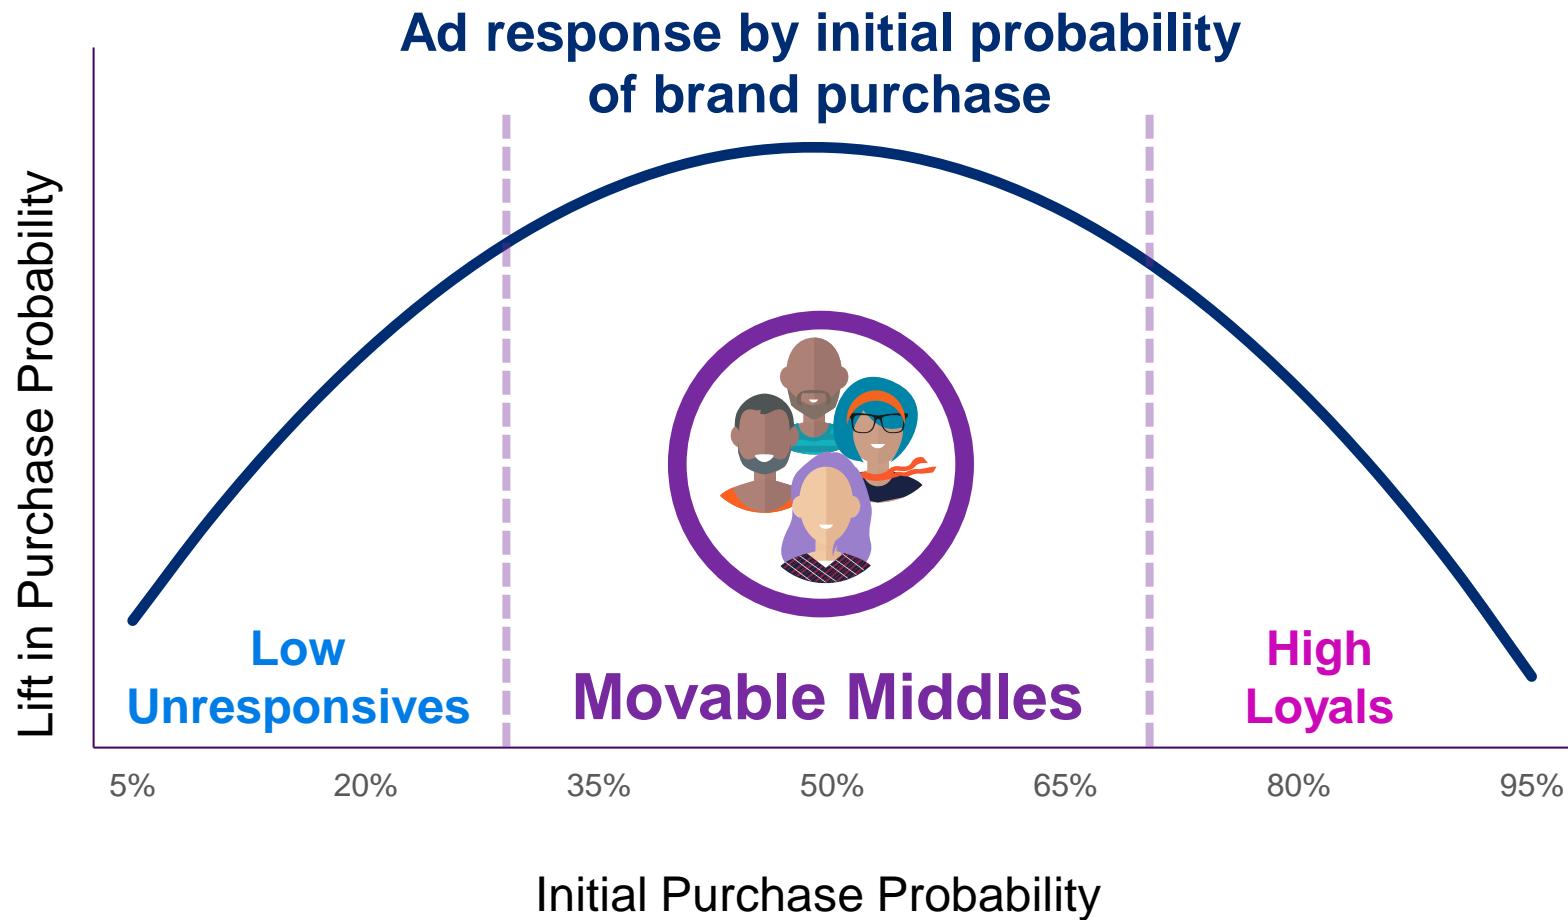 Ad response by initial probability
of brand purchase
Lift in Purchase Probability
Low
Unresponsives
Movable Middles
High
Loyals
5% 20% 35% 50% 65% 80% 95%
Initial Purchase Probability